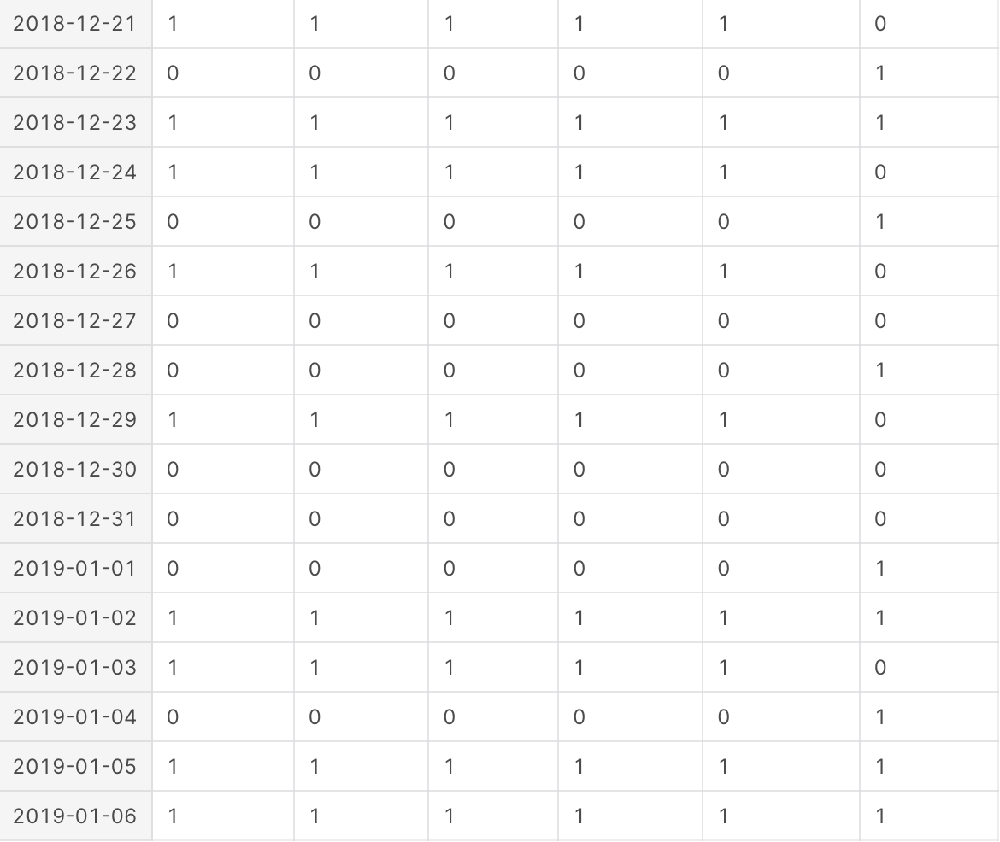 2018-12-21 1 1 1 1 1 0
2018-12-22 0 0 0 0 0 1
2018-12-23 1 1 1 1 1 1
2018-12-24 1 1 1 1 1 0
2018-12-25 0 0 0 0 0 1
2018-12-26 1 1 1 1 1 0
2018-12-27 0 0 0 0 0 0
2018-12-28 0 0 0 0 0 1
2018-12-29 1 1 1 1 1 0
2018-12-30 0 0 0 0 0 0
2018-12-31 0 0 0 0 0 0
2019-01-01 0 0 0 0 0 1
2019-01-02 1 1 1 1 1 1
2019-01-03 1 1 1 1 1 0
2019-01-04 0 0 0 0 0 1
2019-01-05 1 1 1 1 1 1
2019-01-06 1 1 1 1 1 1